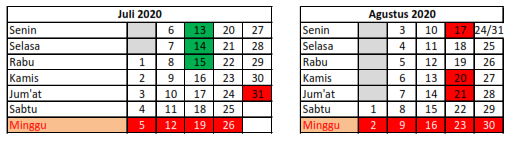 Juli 2020
Senin 6 13 20 27
Selasa 7 14 21 28
Rabu 1 8 15 22 29
Kamis 2 9 16 23 30
Jum'at 3 10 17 24 31
Sabtu 4 11 18 25
Minggu 5 12 19 26
Agustus 2020
Senin 3 10 17 24/31
Selasa 4 11 18 25
Rabu 5 12 19 26
Kamis 6 13 20 27
Jum'at 7 14 21 28
Sabtu 1 8 15 22 29
Minggu 2 9 16 23 30